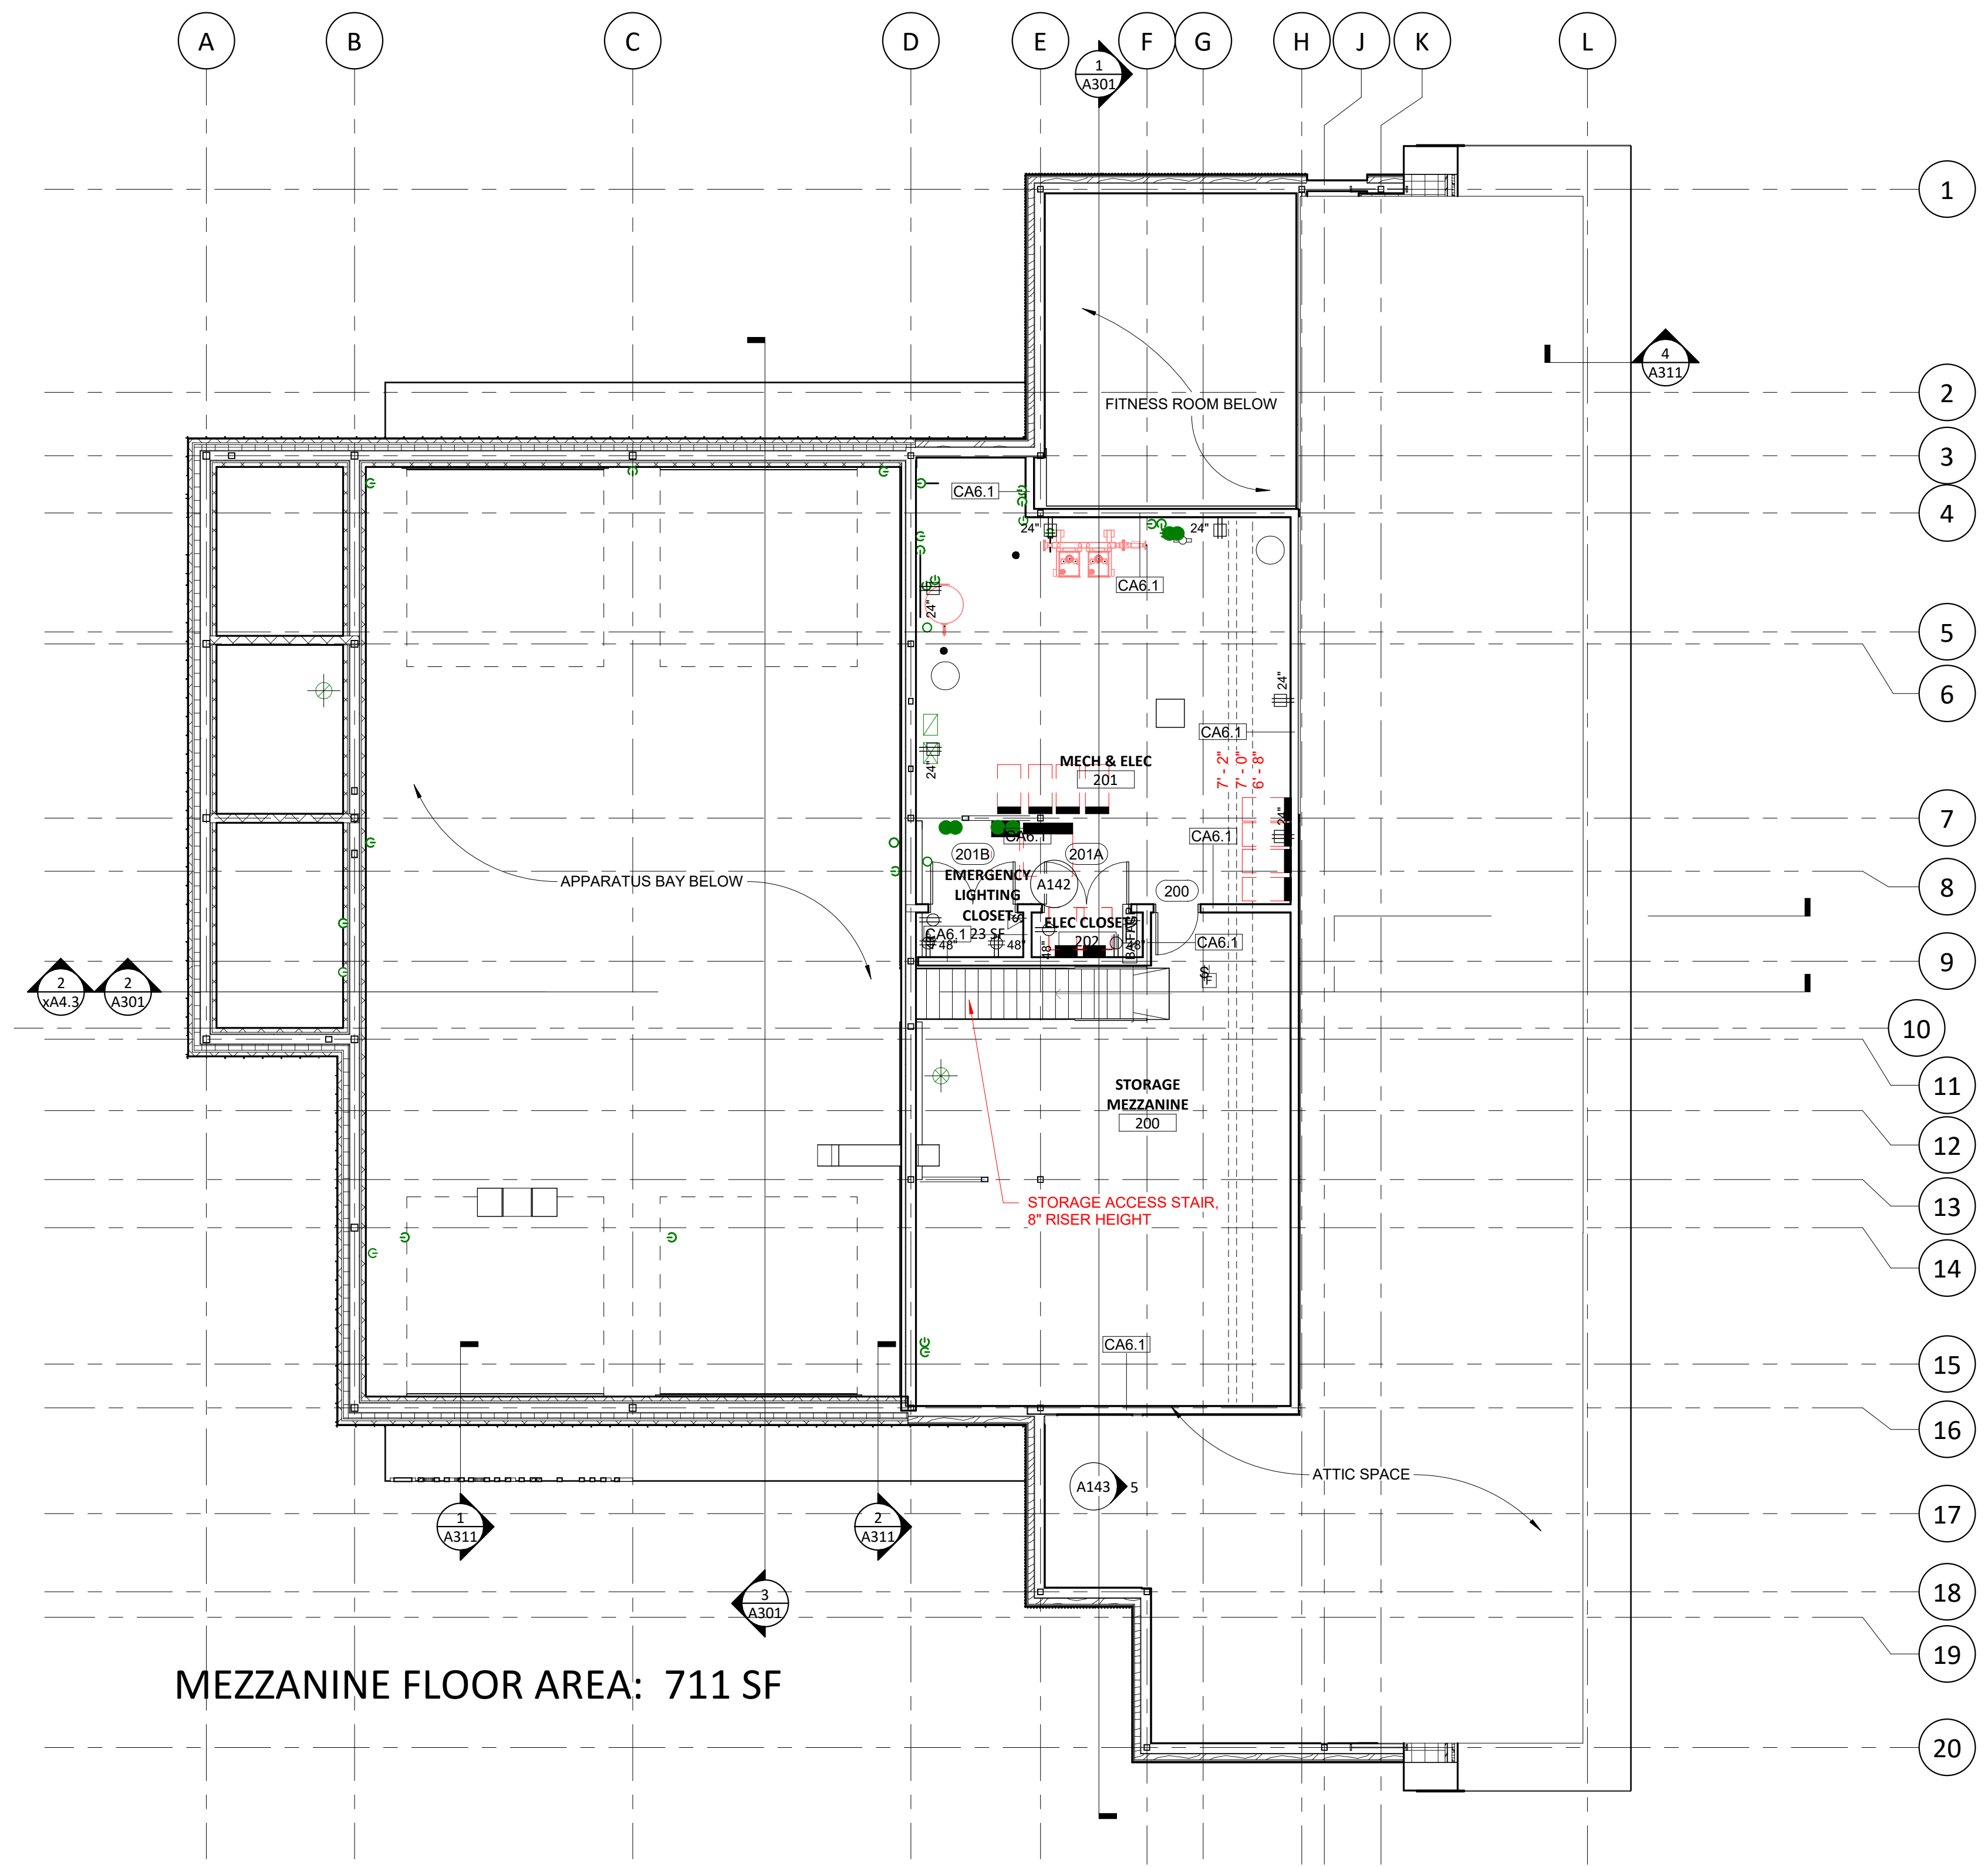 A B C D E F G H J K L
1
A301
1
4
A311
2
FITNESS ROOM BELOW
3
CA6.1
4
24"
24"
CA6.1
24"
5
6
24"
CA6.1
24"
MECH & ELEC
201
7' - 2"
7' - 0"
6' - 8"
7
24"
CA6.1
CA6.1
201B
201A
APPARATUS BAY BELOW
EMERGENCY
LIGHTING
CLOSET
23 SF
A142
200
8
ELEC CLOSET
202
CA6.1
CA6.1
48"
48"
48"
9
2
xA4.3
2
A301
10
STORAGE
MEZZANINE
200
11
12
STORAGE ACCESS STAIR,
8" RISER HEIGHT
13
14
CA6.1
15
16
ATTIC SPACE
A143
5
1
A311
2
A311
17
3
A301
18
19
MEZZANINE FLOOR AREA: 711 SF
20